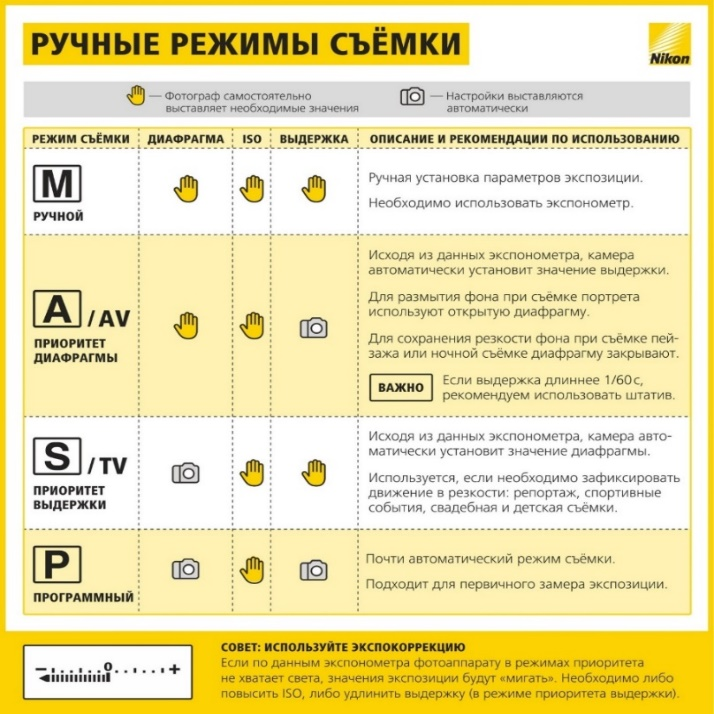 РУЧНЫЕ РЕЖИМЫ СЪЁМКИ
Nikon
— Фотограф самостоятельно
выставляет необходимые значения
— Настройки выставляются
автоматически
РЕЖИМ СЪЁМКИ ДИАФРАГМА ISO ВЫДЕРЖКА ОПИСАНИЕ И РЕКОМЕНДАЦИИ ПО ИСПОЛЬЗОВАНИЮ
M
РУЧНОЙ
Ручная установка параметров экспозиции.
Необходимо использовать экспонометр.
A / AV
ПРИОРИТЕТ
ДИАФРАГМЫ
Исходя из данных экспонометра, камера
автоматически установит значение выдержки.
Для размытия фона при съёмке портрета
используют открытую диафрагму.
Для сохранения резкости фона при съёмке пей-
зажа или ночной съёмке диафрагму закрывают.
ВАЖНО
Если выдержка длиннее 1/60 с,
рекомендуем использовать штатив.
S / TV
ПРИОРИТЕТ
ВЫДЕРЖКИ
Исходя из данных экспонометра, камера авто-
матически установит значение диафрагмы.
Используется, если необходимо зафиксировать
движение в резкости: репортаж, спортивные
события, свадебная и детская съёмки.
P
ПРОГРАММНЫЙ
Почти автоматический режим съёмки.
Подходит для первичного замера экспозиции.
– 0 +
СОВЕТ: ИСПОЛЬЗУЙТЕ ЭКСПОКОРРЕКЦИЮ
Если по данным экспонометра фотоаппарату в режимах приоритета
не хватает света, значения экспозиции будут «мигать». Необходимо либо
повысить ISO, либо удлинить выдержку (в режиме приоритета выдержки).